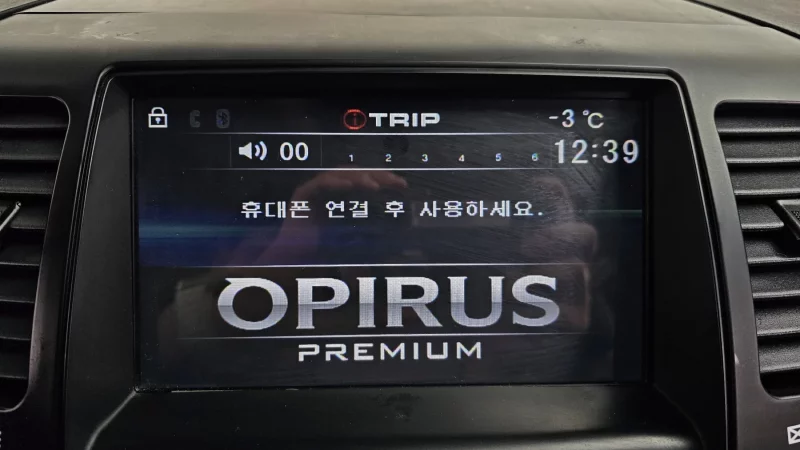 TRIP -3℃
00 1 2 3 4 5 6 12:39
휴대폰 연결 후 사용하세요.
OPIRUS
PREMIUM